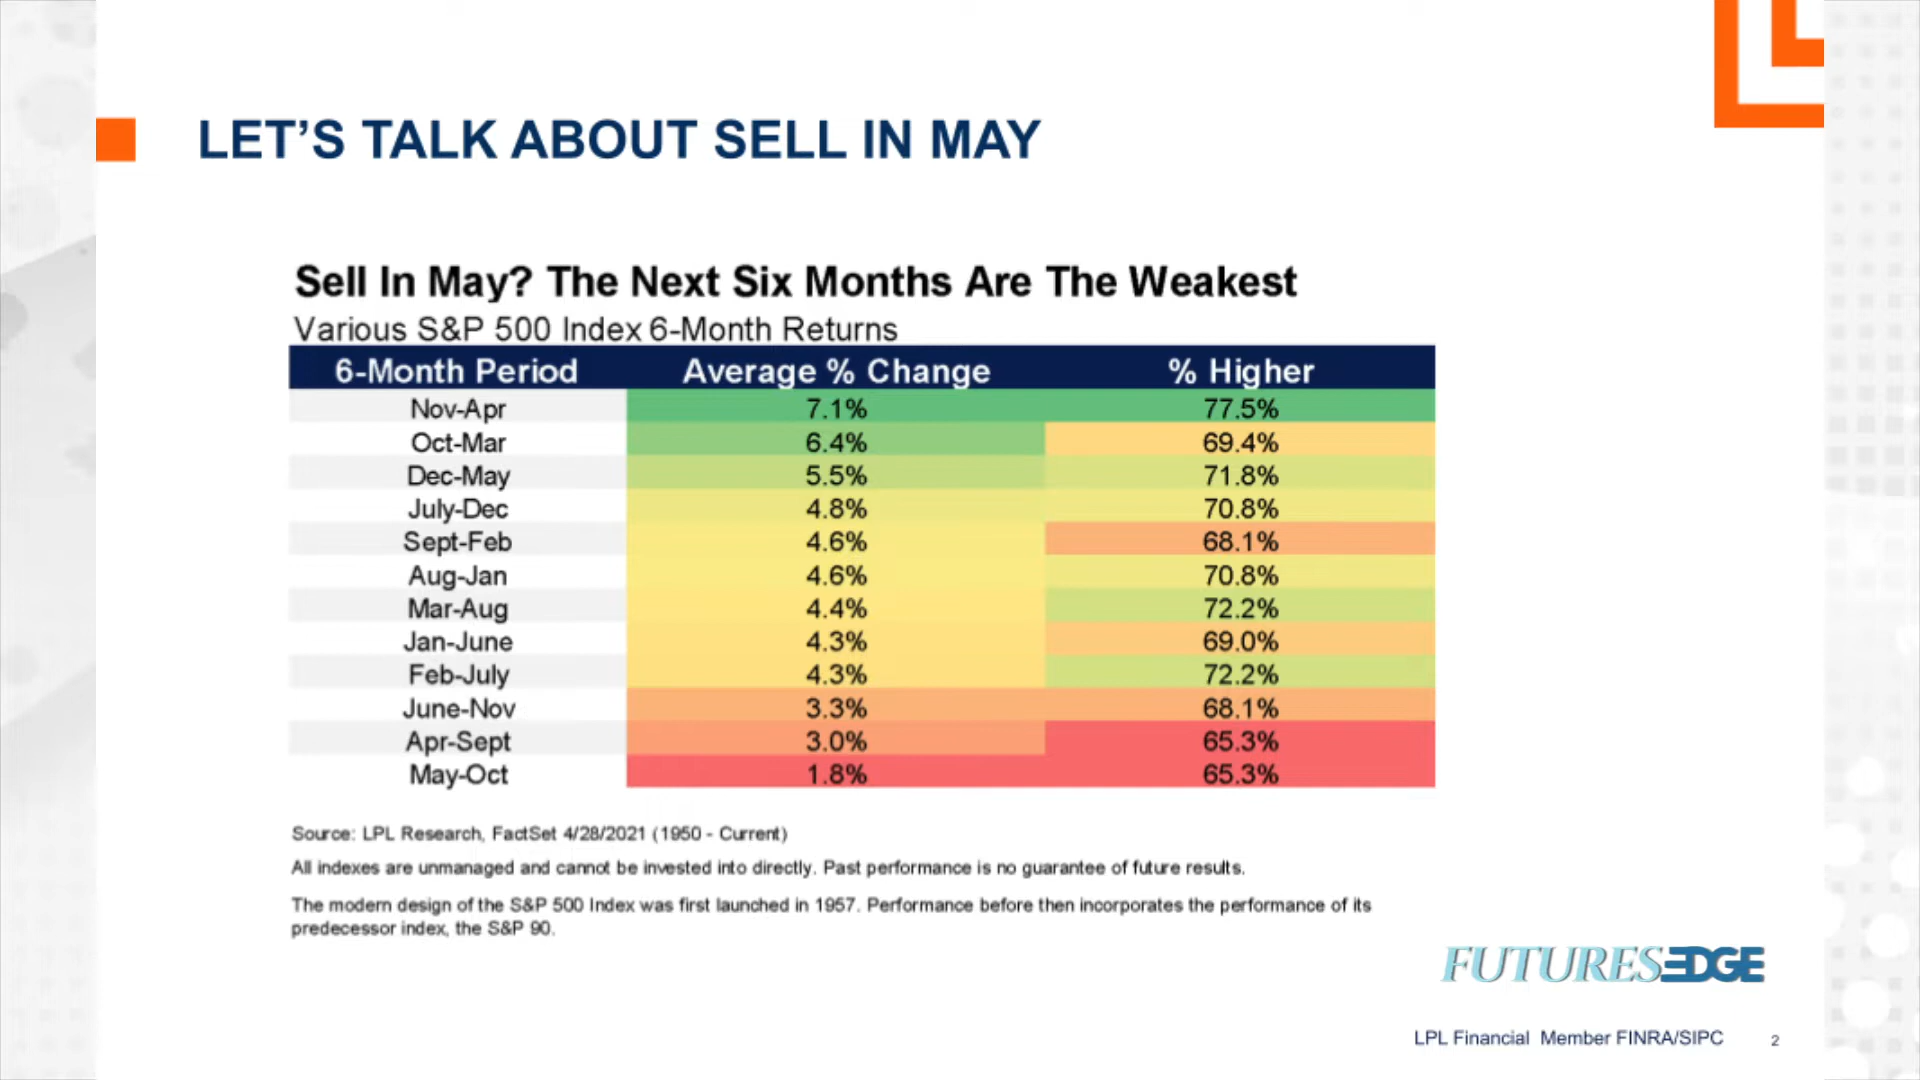 LET’S TALK ABOUT SELL IN MAY
Sell In May? The Next Six Months Are The Weakest
Various S&P 500 Index 6-Month Returns
6-Month Period Average % Change % Higher
Nov-Apr 7.1% 77.5%
Oct-Mar 6.4% 69.4%
Dec-May 5.5% 71.8%
July-Dec 4.8% 70.8%
Sept-Feb 4.6% 68.1%
Aug-Jan 4.6% 70.8%
Mar-Aug 4.4% 72.2%
Jan-June 4.3% 69.0%
Feb-July 4.3% 72.2%
June-Nov 3.3% 68.1%
Apr-Sept 3.0% 65.3%
May-Oct 1.8% 65.3%
Source: LPL Research, FactSet 4/28/2021 (1950 - Current)
All indexes are unmanaged and cannot be invested into directly. Past performance is no guarantee of future results.
The modern design of the S&P 500 Index was first launched in 1957. Performance before then incorporates the performance of its
predecessor index, the S&P 90.
FUTURESEDGE
LPL Financial Member FINRA/SIPC 2